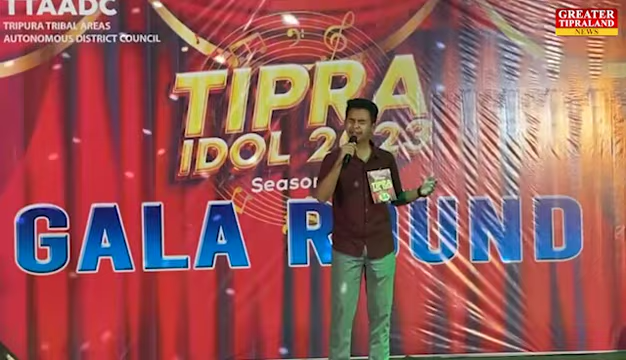 TTAADC
TRIPURA TRIBAL AREAS
AUTONOMOUS DISTRICT COUNCIL
GREATER
TIPRALAND
NEWS
TIPRA
IDOL 2023
Season
GALA ROUND